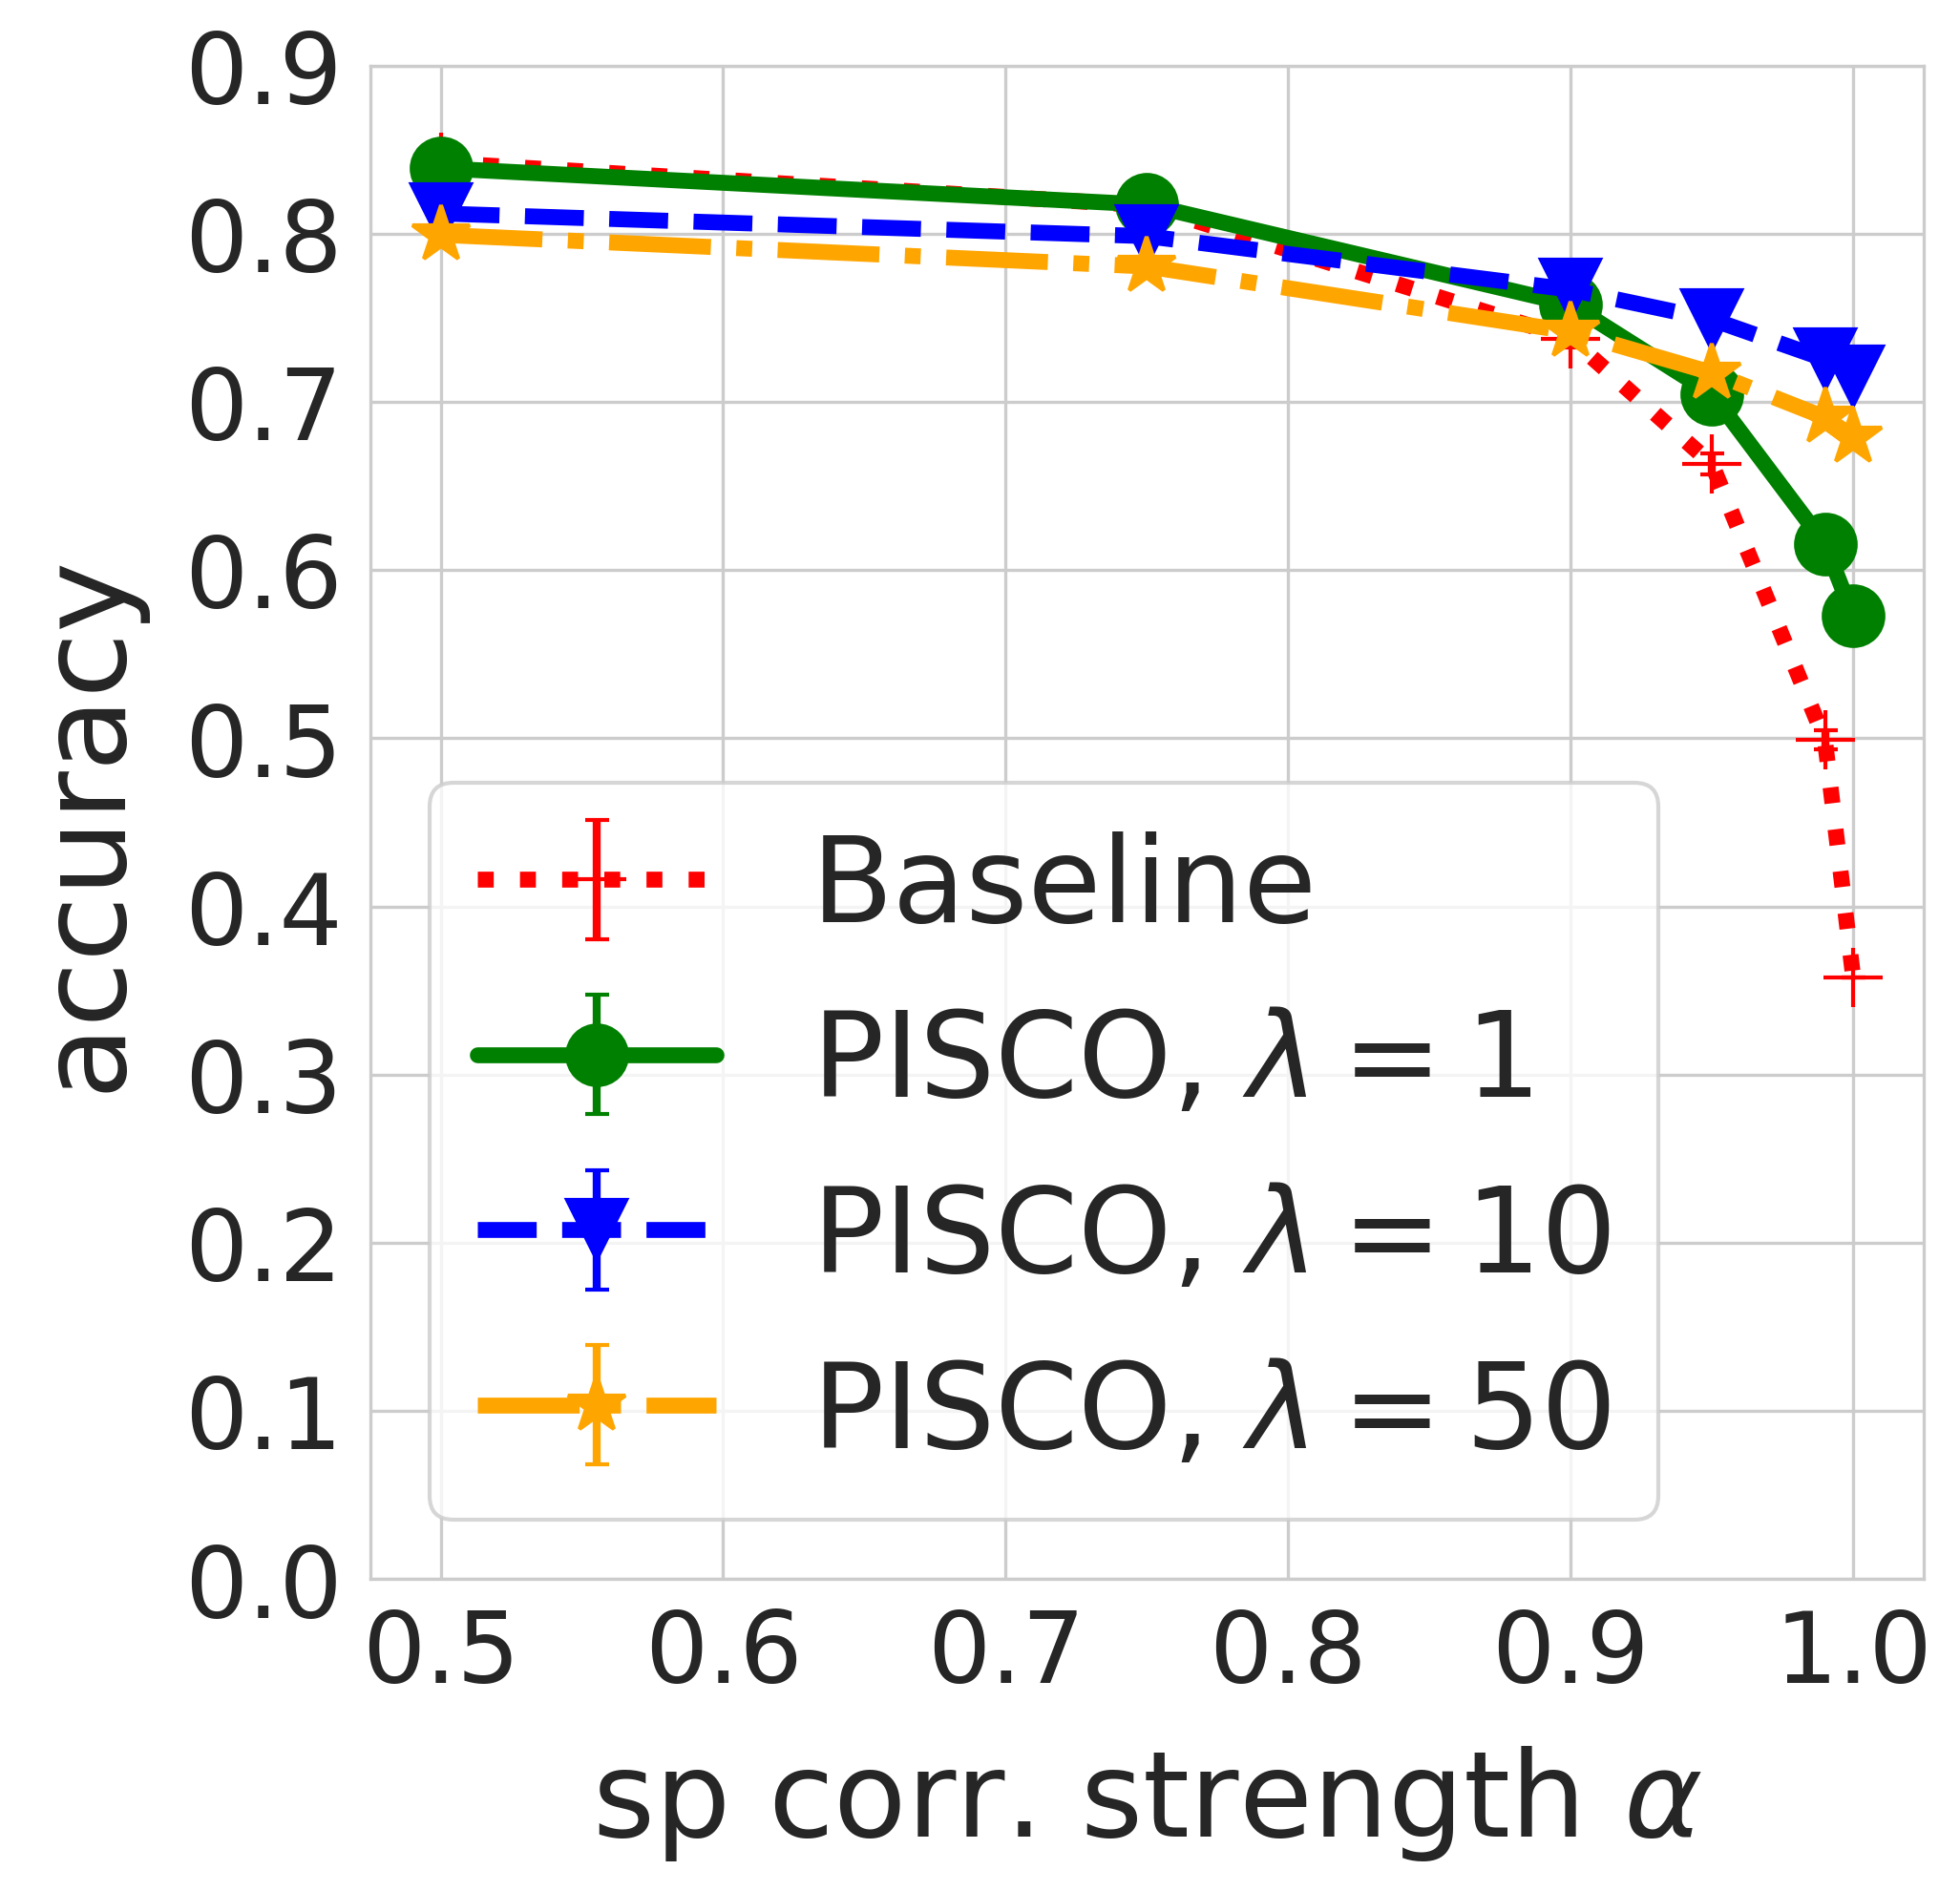 0.9
0.8
0.7
0.6
0.5
0.4
0.3
0.2
0.1
0.0
accuracy
Baseline
PISCO, λ = 1
PISCO, λ = 10
PISCO, λ = 50
0.5 0.6 0.7 0.8 0.9 1.0
sp corr. strength α